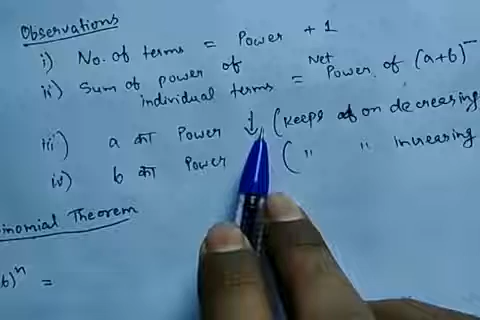 Observations
i) No. of terms = Power + 1
ii) Sum of power of individual terms = Net Power of (a+b)
iii) a का Power ↓ (keeps on decreasing
iv) b का Power ( " " increasing
inomial Theorem
b)ⁿ =